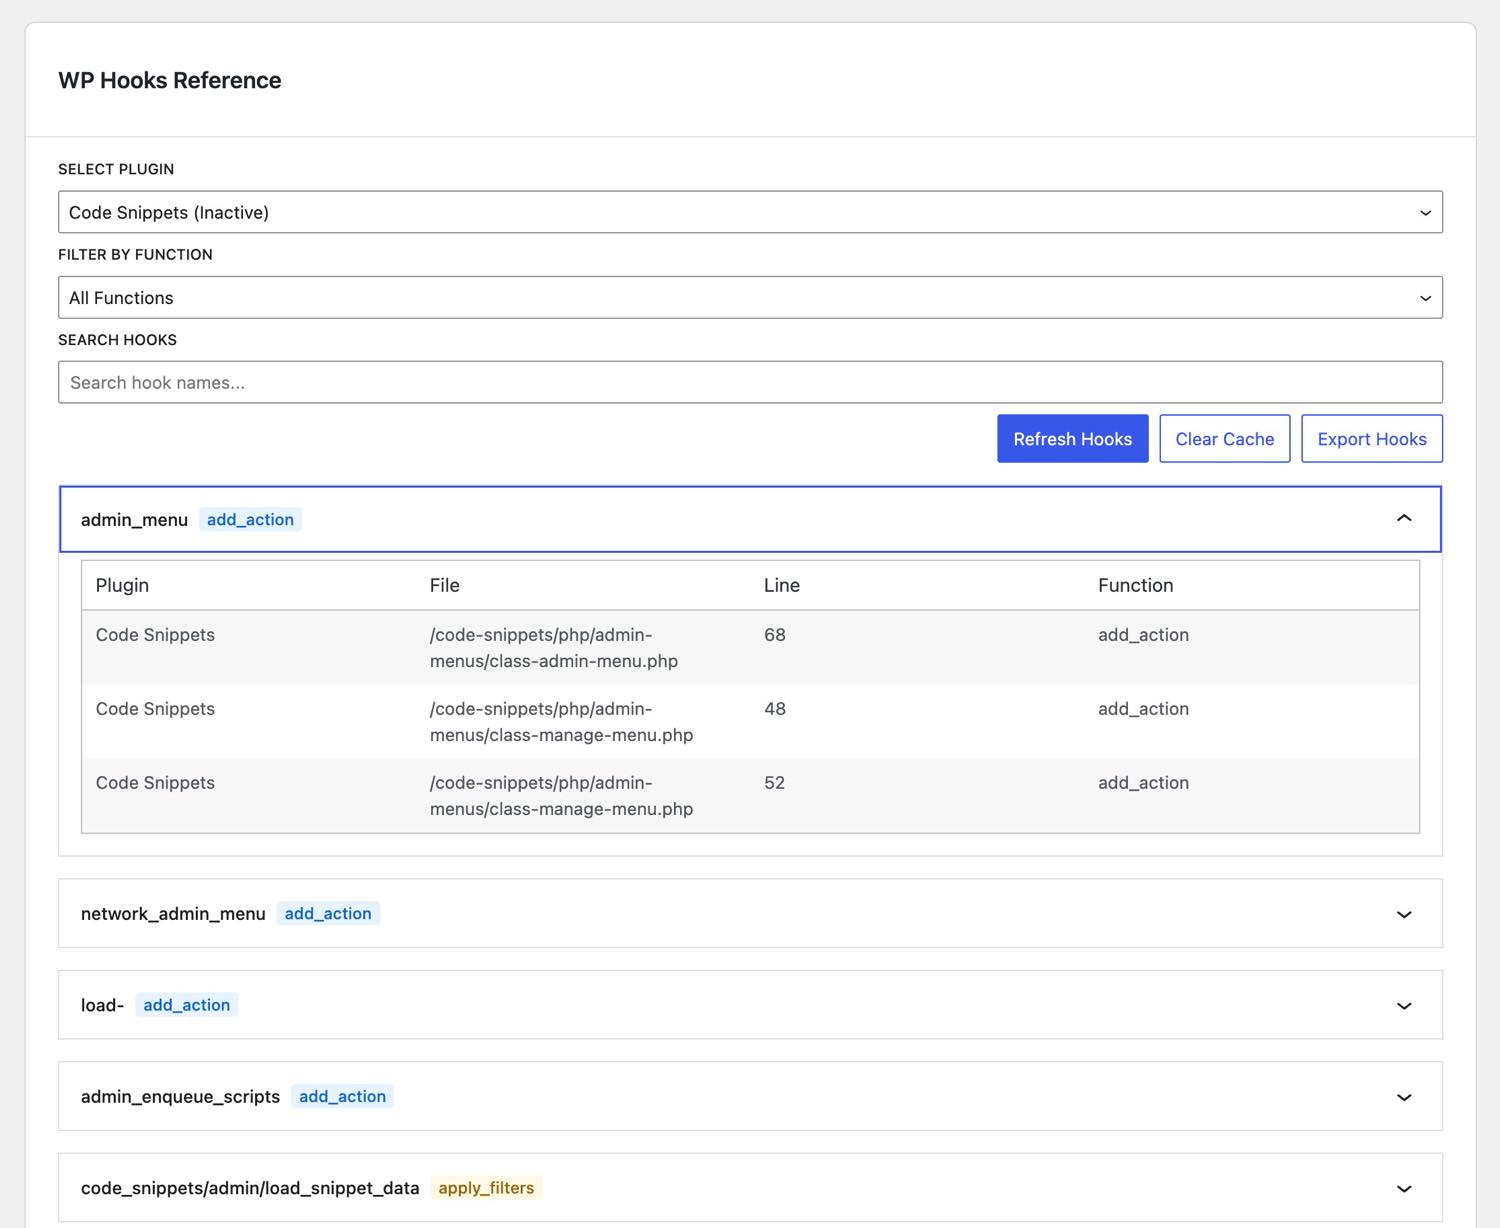 WP Hooks Reference
SELECT PLUGIN
Code Snippets (Inactive)
FILTER BY FUNCTION
All Functions
SEARCH HOOKS
Search hook names...
Refresh Hooks Clear Cache Export Hooks
admin_menu add_action
Plugin File Line Function
Code Snippets /code-snippets/php/admin- 68 add_action
menus/class-admin-menu.php
Code Snippets /code-snippets/php/admin- 48 add_action
menus/class-manage-menu.php
Code Snippets /code-snippets/php/admin- 52 add_action
menus/class-manage-menu.php
network_admin_menu add_action
load- add_action
admin_enqueue_scripts add_action
code_snippets/admin/load_snippet_data apply_filters